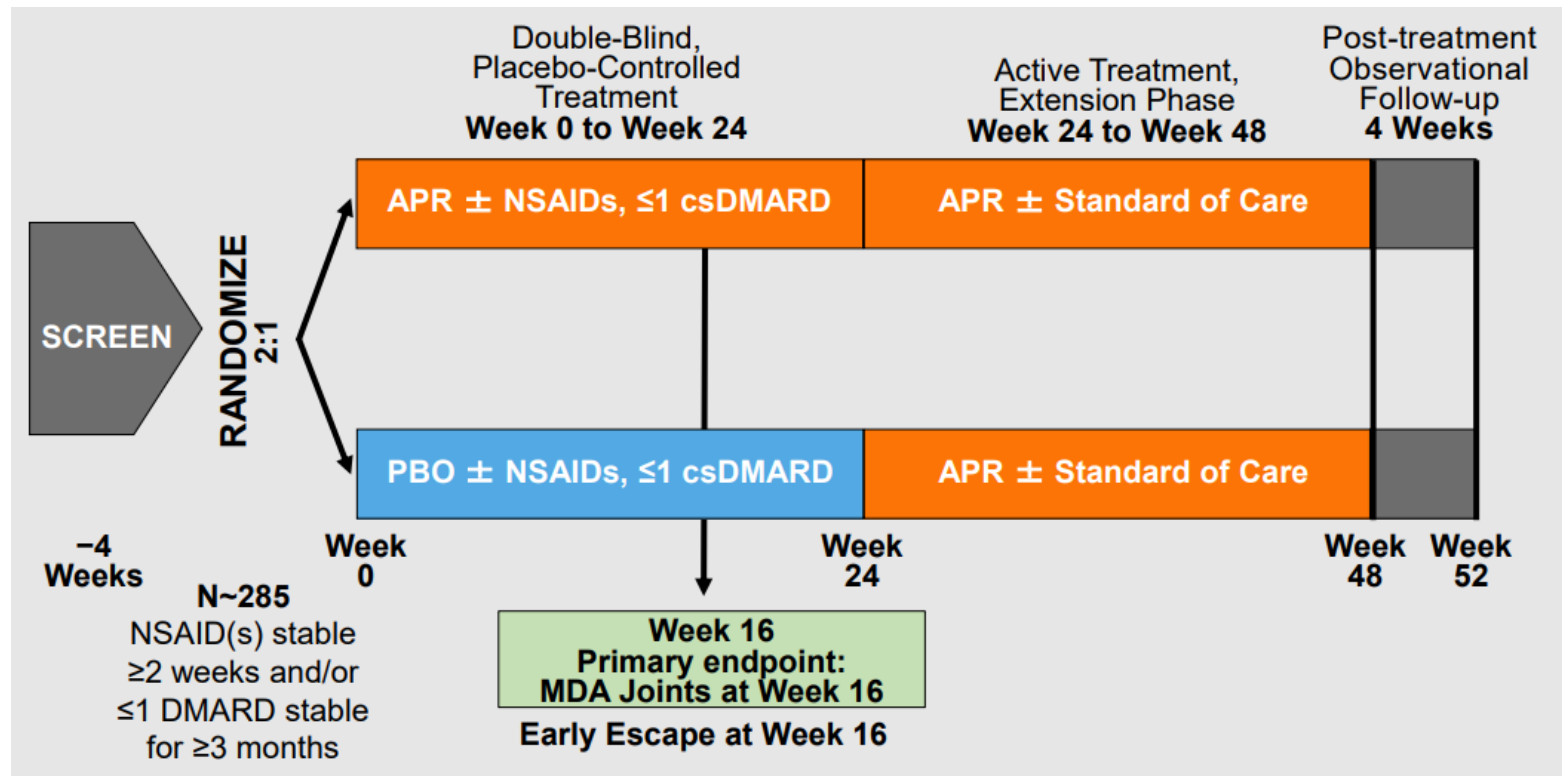 Double-Blind,
Placebo-Controlled
Treatment
Week 0 to Week 24
Active Treatment,
Extension Phase
Week 24 to Week 48
Post-treatment
Observational
Follow-up
4 Weeks
SCREEN
RANDOMIZE
2:1
APR ± NSAIDs, ≤1 csDMARD
APR ± Standard of Care
PBO ± NSAIDs, ≤1 csDMARD
APR ± Standard of Care
−4
Weeks
Week
0
Week
24
Week
48
Week
52
N~285
NSAID(s) stable
≥2 weeks and/or
≤1 DMARD stable
for ≥3 months
Week 16
Primary endpoint:
MDA Joints at Week 16
Early Escape at Week 16